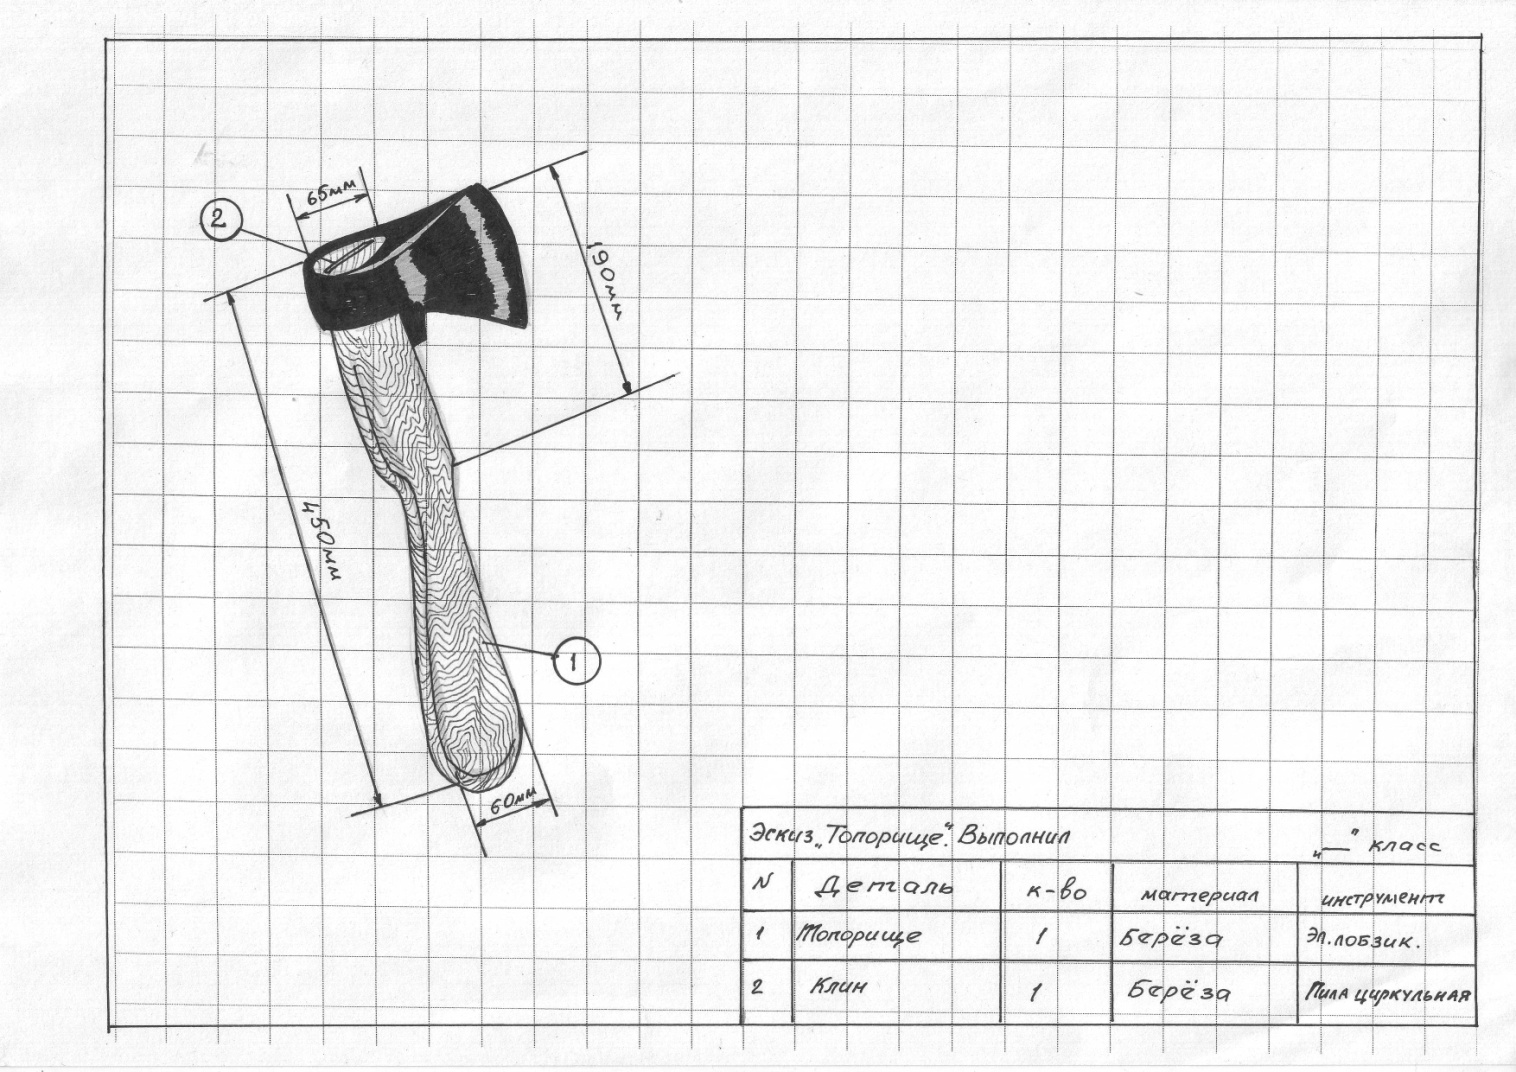 65мм
2
190мм
450мм
1
60мм
Эскиз „Топорище“. Выполнил „—" класс
N Деталь к-во материал инструмент
1 Топорище 1 Берёза Эл.лобзик.
2 Клин 1 Берёза Пила циркульная